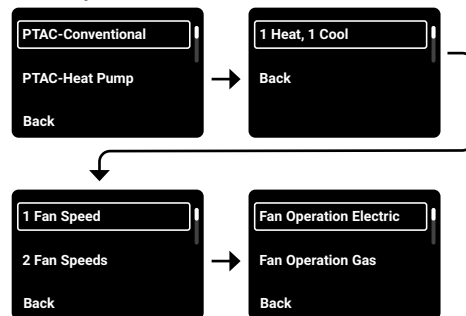 PTAC-Conventional
PTAC-Heat Pump
Back
1 Heat, 1 Cool
Back
1 Fan Speed
2 Fan Speeds
Back
Fan Operation Electric
Fan Operation Gas
Back